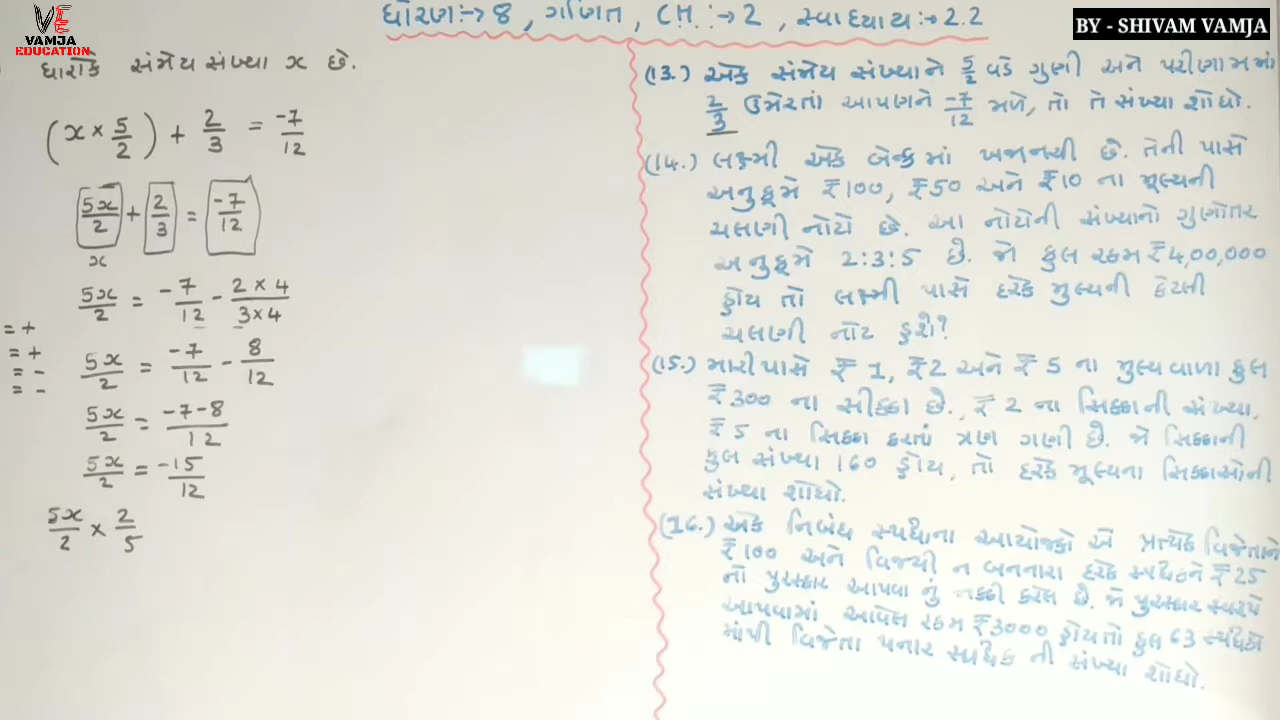 VE
VAMJA
EDUCATION
BY - SHIVAM VAMJA
ધોરણ:→ 8 , ગણિત, CH.:→ 2 , સ્વાધ્યાય:→ 2.2
ધારોકે સંમેય સંખ્યા x છે.
(x × 5/2) + 2/3 = -7/12
5x/2 + 2/3 = -7/12
x
5x/2 = -7/12 - 2 × 4/3 × 4
= +
= +
= -
= -
5x/2 = -7/12 - 8/12
5x/2 = -7-8/12
5x/2 = -15/12
5x/2 × 2/5
(13.) એક સંમેય સંખ્યાને 5/2 વડે ગુણી અને પરીણામમાં
2/3 ઉમેરતાં આપણને -7/12 મળે, તો તે સંખ્યા શોધો.
(14.) લક્ષ્મી એક બેન્કમાં ખજાનચી છે. તેની પાસે
અનુક્રમે ₹100, ₹50 અને ₹10 ના મૂલ્યની
ચલણી નોટો છે. આ નોટોની સંખ્યાનો ગુણોતર
અનુક્રમે 2:3:5 છે. જો કુલ રકમ ₹4,00,000
હોય તો લક્ષ્મી પાસે દરેક મુલ્યની કેટલી
ચલણી નોટ હશે?
(15.) મારી પાસે ₹ 1, ₹2 અને ₹ 5 ના મુલ્યવાળા કુલ
₹300 ના સીક્કા છે., ₹ 2 ના સિક્કાની સંખ્યા,
₹ 5 ના સિક્કા કરતાં ત્રણ ગણી છે. જો સિક્કાની
કુલ સંખ્યા 160 હોય, તો દરેક મૂલ્યના સિક્કાઓની
સંખ્યા શોધો.
(16.) એક નિબંધ સ્પર્ધાના આયોજકો એ પ્રત્યેક વિજેતાને
₹100 અને વિજયી ન બનનારા દરેક સ્પર્ધકને ₹25
નો પુરસ્કાર આપવા નું નક્કી કરેલ છે. જો પુરસ્કાર સ્વરૂપે
આપવામાં આવેલ રકમ ₹3000 હોય તો કુલ 63 સ્પર્ધકો
માંથી વિજેતા બનાર સ્પર્ધક ની સંખ્યા શોધો.